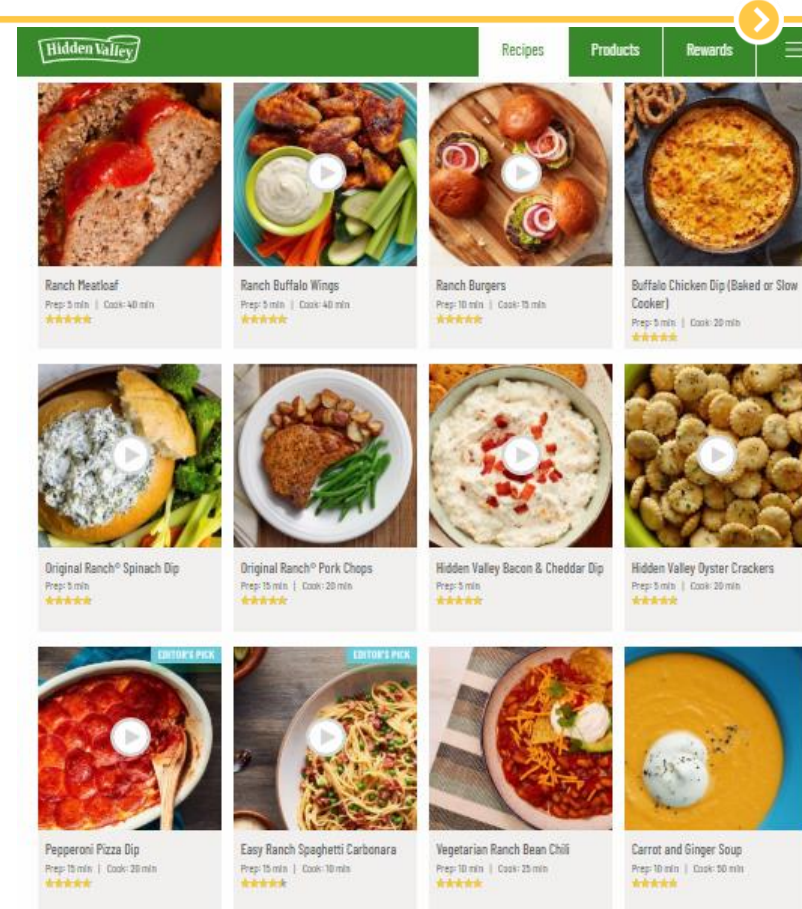 Hidden Valley
Recipes
Products
Rewards
Ranch Meatloaf
Prep: 5 min | Cook: 40 min
Ranch Buffalo Wings
Prep: 5 min | Cook: 40 min
Ranch Burgers
Prep: 10 min | Cook: 15 min
Buffalo Chicken Dip (Baked or Slow
Cooker)
Prep: 5 min | Cook: 20 min
Original Ranch® Spinach Dip
Prep: 5 min
Original Ranch® Pork Chops
Prep: 15 min | Cook: 20 min
Hidden Valley Bacon & Cheddar Dip
Prep: 5 min
Hidden Valley Oyster Crackers
Prep: 5 min | Cook: 20 min
EDITOR'S PICK
Pepperoni Pizza Dip
Prep: 15 min | Cook: 20 min
EDITOR'S PICK
Easy Ranch Spaghetti Carbonara
Prep: 15 min | Cook: 10 min
Vegetarian Ranch Bean Chili
Prep: 10 min | Cook: 25 min
Carrot and Ginger Soup
Prep: 10 min | Cook: 50 min